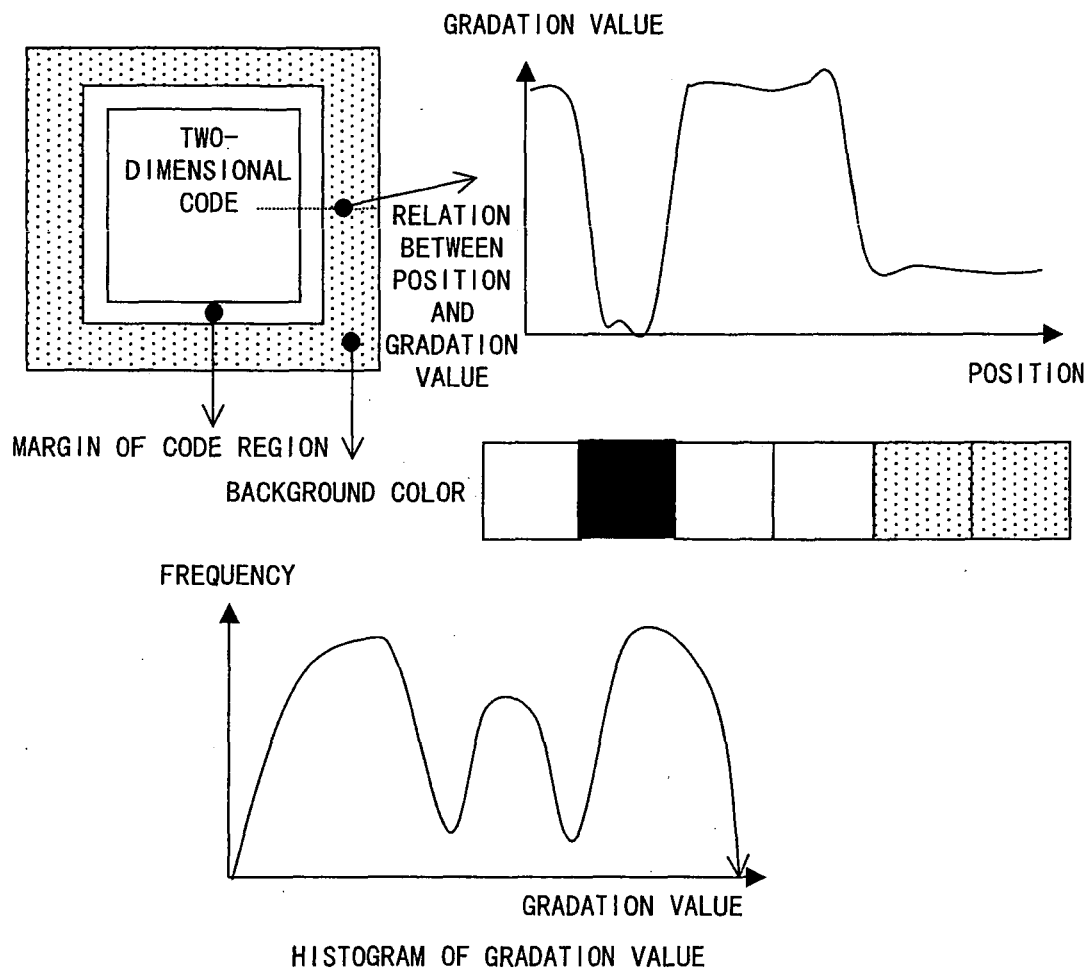 GRADATION VALUE
TWO-
DIMENSIONAL
CODE
RELATION
BETWEEN
POSITION
AND
GRADATION
VALUE
POSITION
MARGIN OF CODE REGION
BACKGROUND COLOR
FREQUENCY
GRADATION VALUE
HISTOGRAM OF GRADATION VALUE